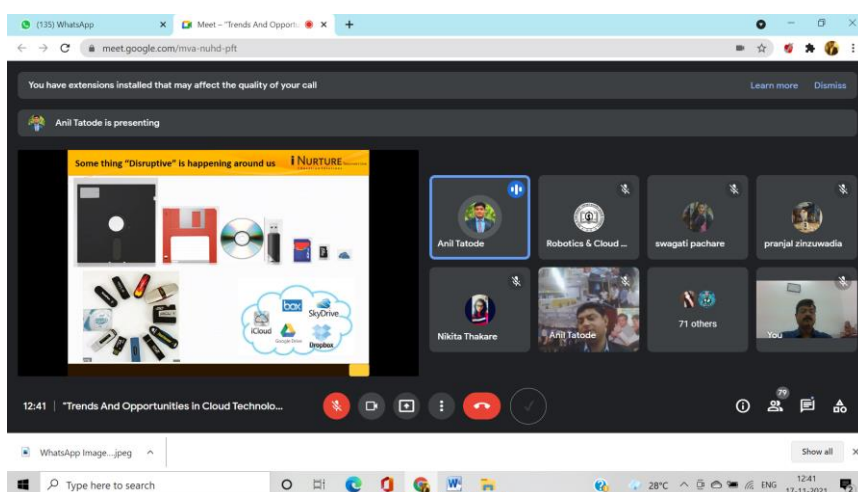 (135) WhatsApp
Meet – "Trends And Opport
meet.google.com/mva-nuhd-pft
You have extensions installed that may affect the quality of your call
Learn more Dismiss
Anil Tatode is presenting
Some thing "Disruptive" is happening around us
iNURTURE
box
SkyDrive
iCloud
Google Drive
Dropbox
Anil Tatode
Robotics & Cloud ...
swagati pachare
pranjal zinzuwadia
Nikita Thakare
Anil Tatode
71 others
You
12:41 | "Trends And Opportunities in Cloud Technolo...
79
WhatsApp Image....jpeg
Show all
Type here to search
28°C
ENG
12:41
17-11-2021